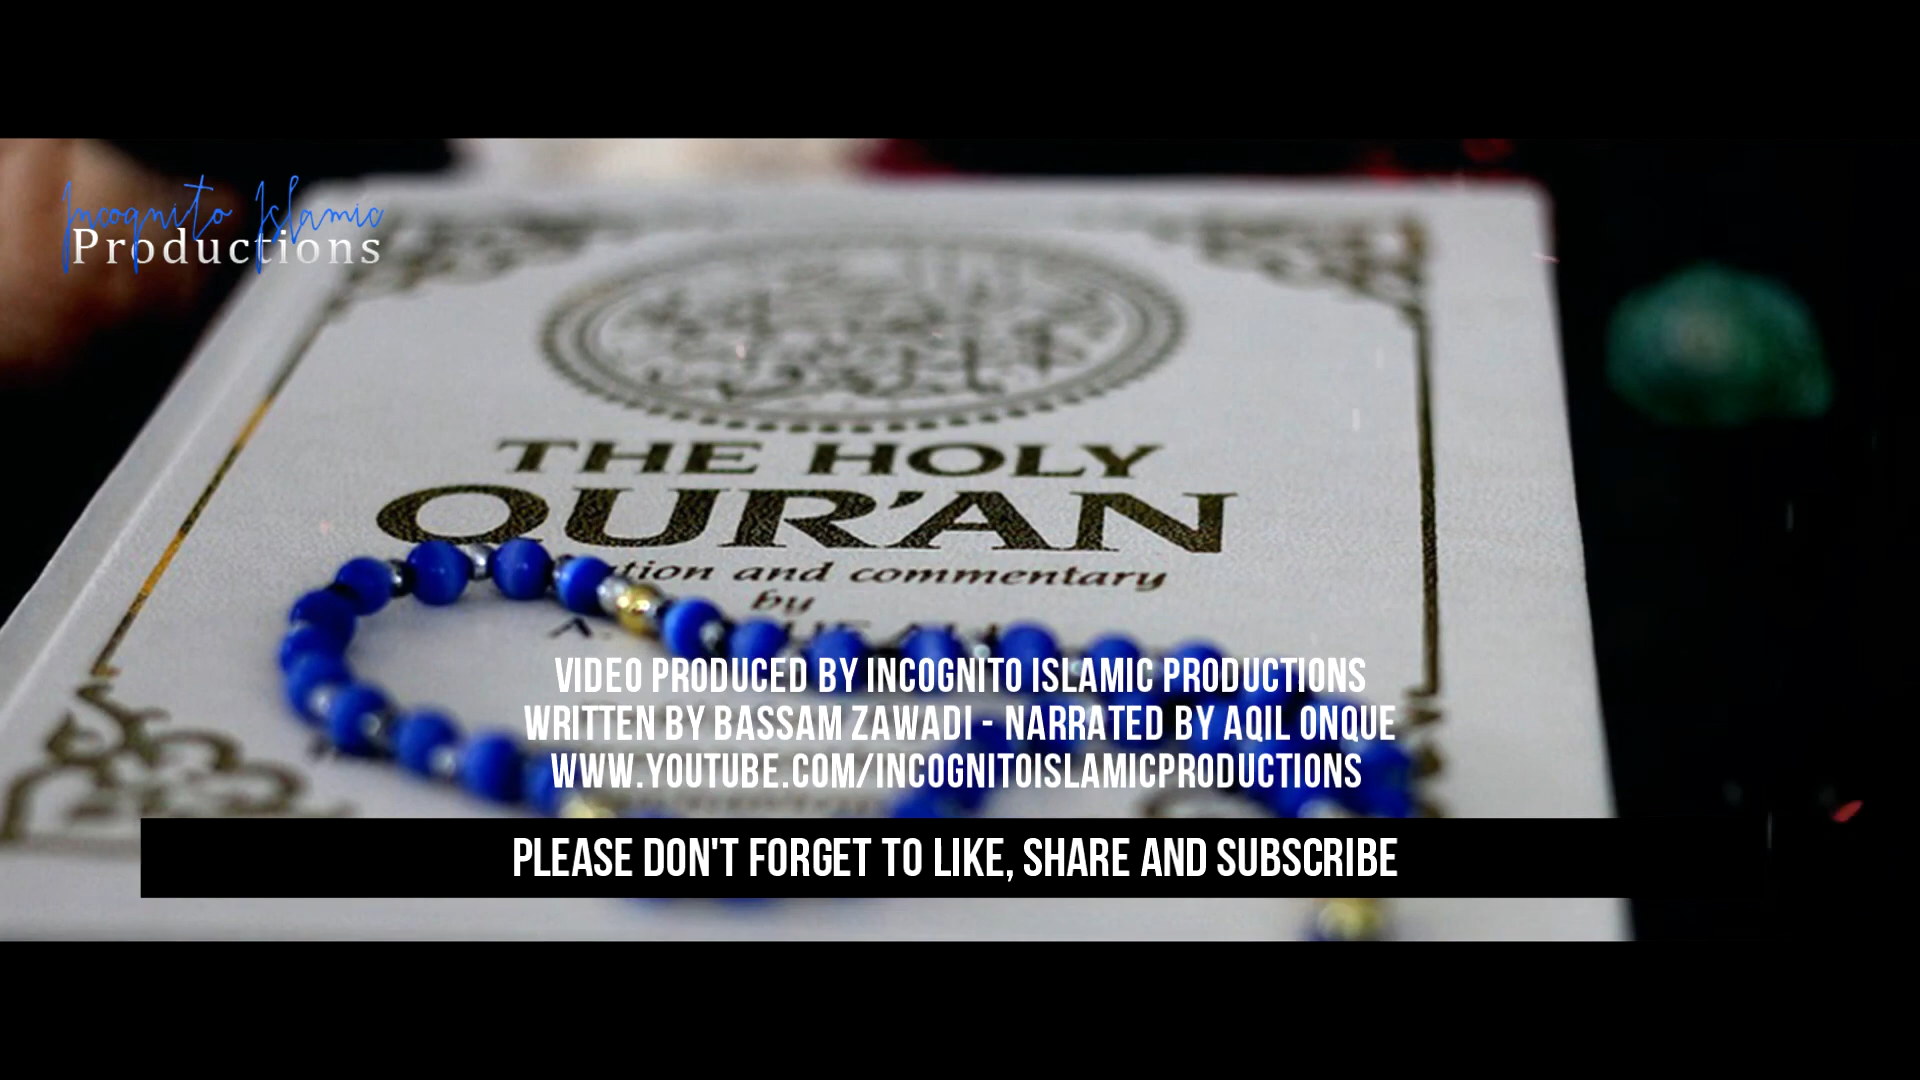 Incognito Islamic
Productions
THE HOLY
QUR'AN
and commentary
by
VIDEO PRODUCED BY INCOGNITO ISLAMIC PRODUCTIONS
WRITTEN BY BASSAM ZAWADI - NARRATED BY AQIL ONQUE
WWW.YOUTUBE.COM/INCOGNITOISLAMICPRODUCTIONS
PLEASE DON'T FORGET TO LIKE, SHARE AND SUBSCRIBE